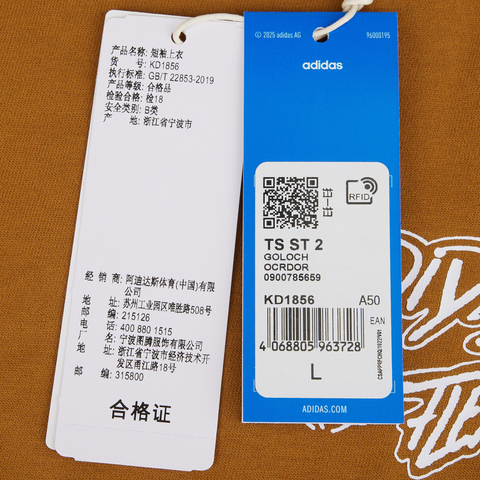 产品名称: 短袖上衣
货 号: KD1856
执行标准: GB/T 22853-2019
产品等级: 合格品
检验合格: 检18
安全类别: B类
产 地: 浙江省宁波市
经 销 商: 阿迪达斯体育(中国)有限
公司
地址: 苏州工业园区唯胜路508号
邮编: 215126
电话: 400 880 1515
厂名: 宁波图腾服饰有限公司
地址: 浙江省宁波市经济技术开
发区甬江路18号
邮编: 315800
合格证
© 2025 adidas AG
96000195
adidas
RFID
TS ST 2
GOLOCH
OCRDOR
0900785659
KD1856 A50
EAN
4 068805 963728
L
ADIDAS.COM